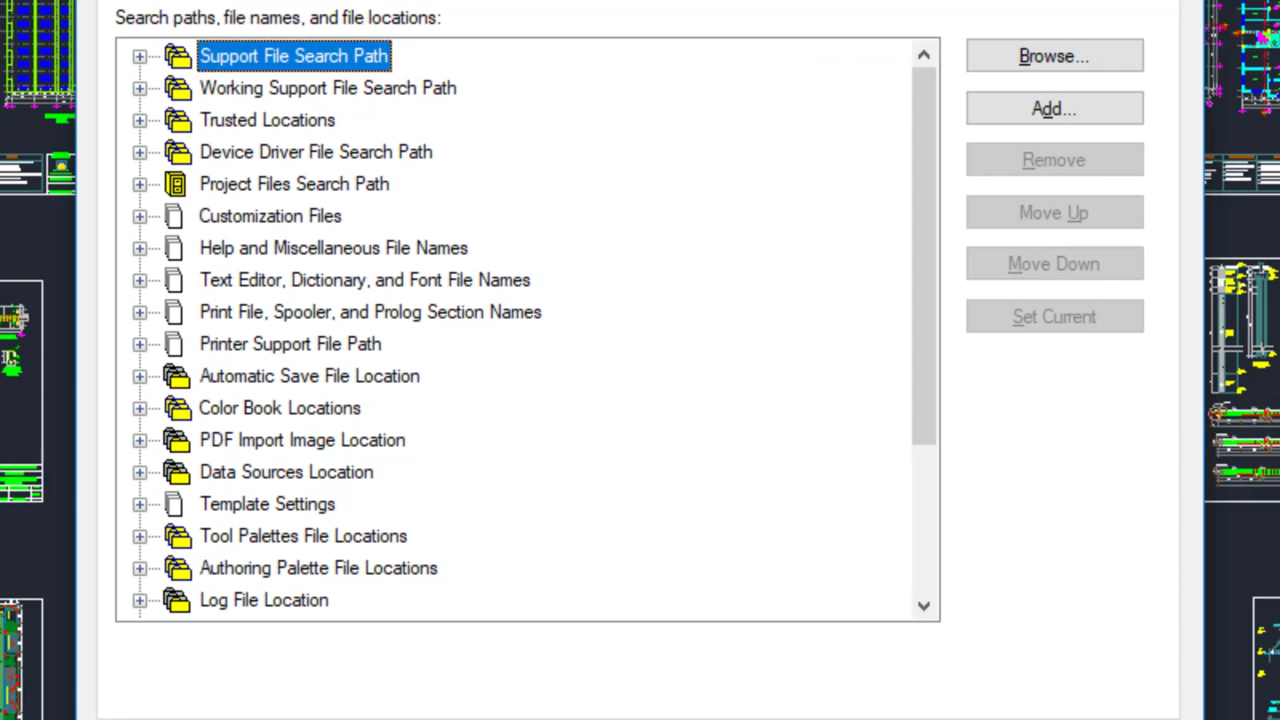 Search paths, file names, and file locations:
Support File Search Path
Working Support File Search Path
Trusted Locations
Device Driver File Search Path
Project Files Search Path
Customization Files
Help and Miscellaneous File Names
Text Editor, Dictionary, and Font File Names
Print File, Spooler, and Prolog Section Names
Printer Support File Path
Automatic Save File Location
Color Book Locations
PDF Import Image Location
Data Sources Location
Template Settings
Tool Palettes File Locations
Authoring Palette File Locations
Log File Location
Browse...
Add...
Remove
Move Up
Move Down
Set Current